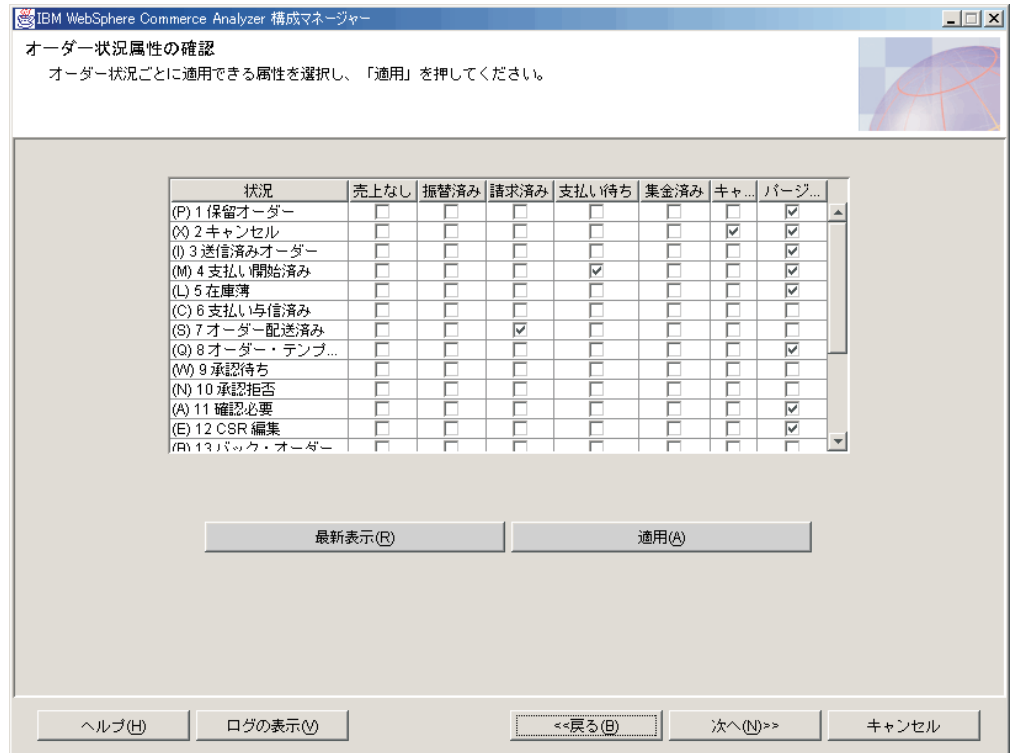 IBM WebSphere Commerce Analyzer 構成マネージャー
オーダー状況属性の確認
オーダー状況ごとに適用できる属性を選択し、「適用」を押してください。
状況 売上なし 振替済み 請求済み 支払い待ち 集金済み キャ... パージ...
(P) 1 保留オーダー
(X) 2 キャンセル
(I) 3 送信済みオーダー
(M) 4 支払い開始済み
(L) 5 在庫薄
(C) 6 支払い与信済み
(S) 7 オーダー配送済み
(Q) 8 オーダー・テンプ...
(W) 9 承認待ち
(N) 10 承認拒否
(A) 11 確認必要
(E) 12 CSR 編集
(B) 13 バック・オーダー
最新表示(R) 適用(A)
ヘルプ(H) ログの表示(V) <<戻る(B) 次へ(N)>> キャンセル